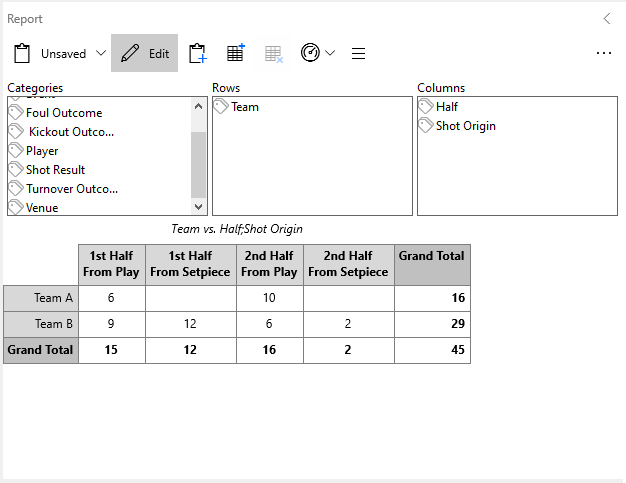 Report
Unsaved Edit
Categories Rows Columns
Foul Outcome
Kickout Outco...
Player
Shot Result
Turnover Outco...
Venue
Team
Half
Shot Origin
Team vs. Half;Shot Origin
1st Half From Play 1st Half From Setpiece 2nd Half From Play 2nd Half From Setpiece Grand Total
Team A 6 10 16
Team B 9 12 6 2 29
Grand Total 15 12 16 2 45